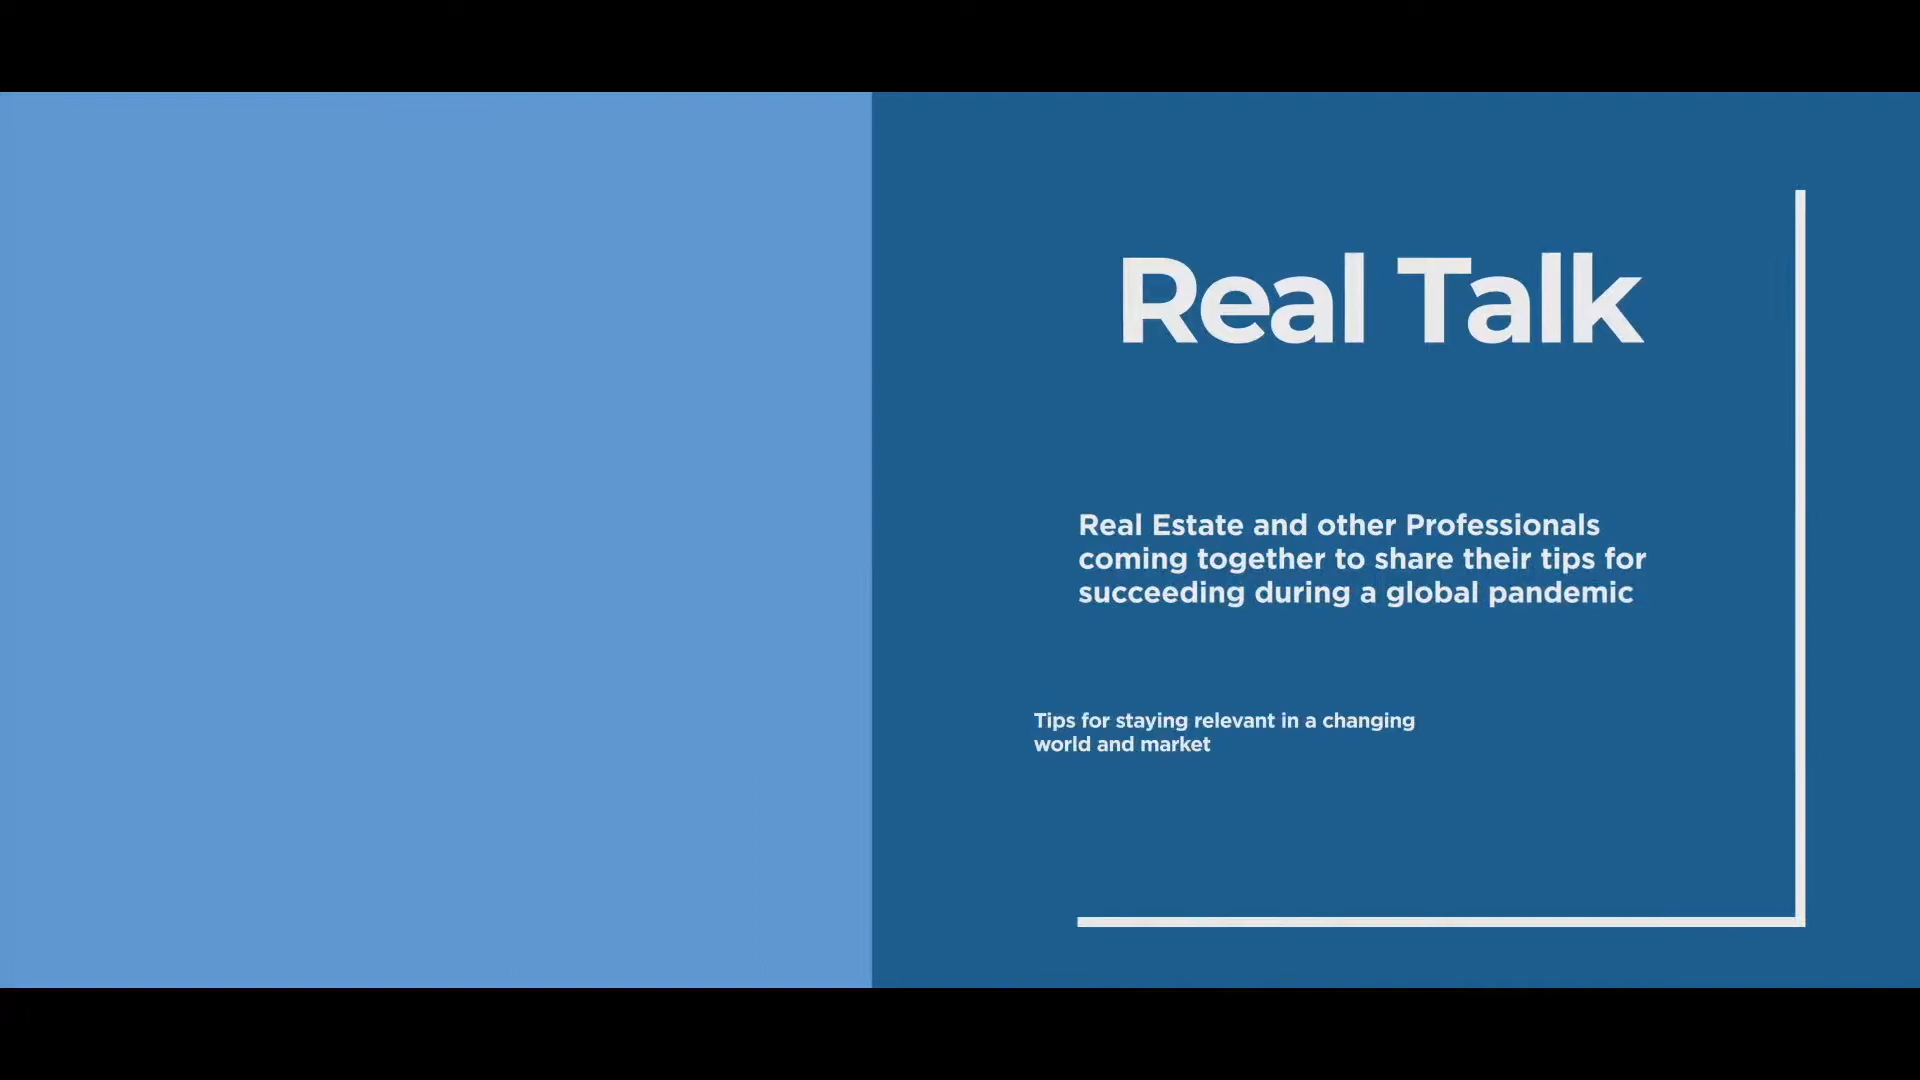 Real Talk
Real Estate and other Professionals
coming together to share their tips for
succeeding during a global pandemic
Tips for staying relevant in a changing
world and market